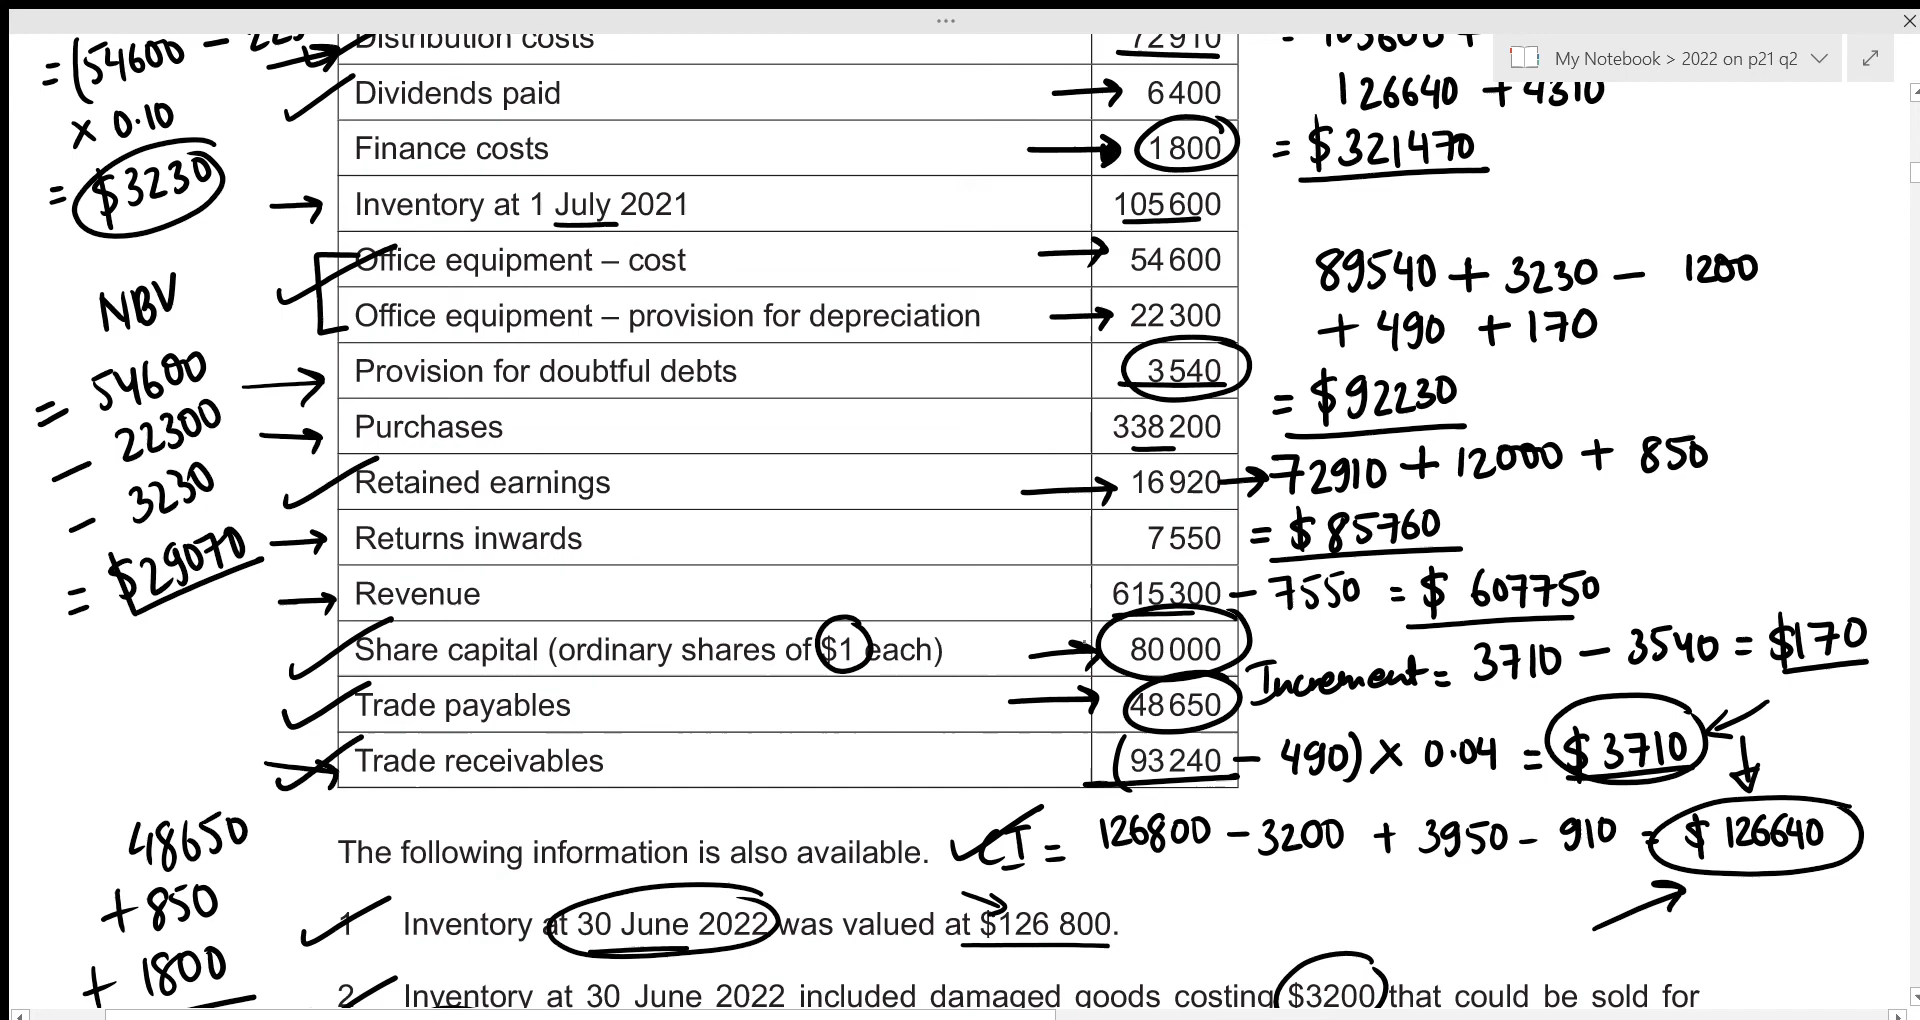 My Notebook > 2022 on p21 q2
= (54600 -
x 0.10
= $3230
NBV
= 54600
- 22300
- 3230
= $29070
48650
+ 850
+ 1800
Distribution costs 72910
Dividends paid 6400
Finance costs 1800
Inventory at 1 July 2021 105600
Office equipment – cost 54600
Office equipment – provision for depreciation 22300
Provision for doubtful debts 3540
Purchases 338200
Retained earnings 16920
Returns inwards 7550
Revenue 615300 - 7550 = $607750
Share capital (ordinary shares of $1 each) 80000
Trade payables 48650
Trade receivables (93240 - 490) x 0.04 = $3710
= 105600 +
126640 + 4310
= $321470
89540 + 3230 - 1200
+ 490 + 170
= $92230
72910 + 12000 + 850
= $85760
Increment = 3710 - 3540 = $170
The following information is also available. CI = 126800 - 3200 + 3950 - 910 = $126640
1 Inventory at 30 June 2022 was valued at $126 800.
2 Inventory at 30 June 2022 included damaged goods costing $3200 that could be sold for